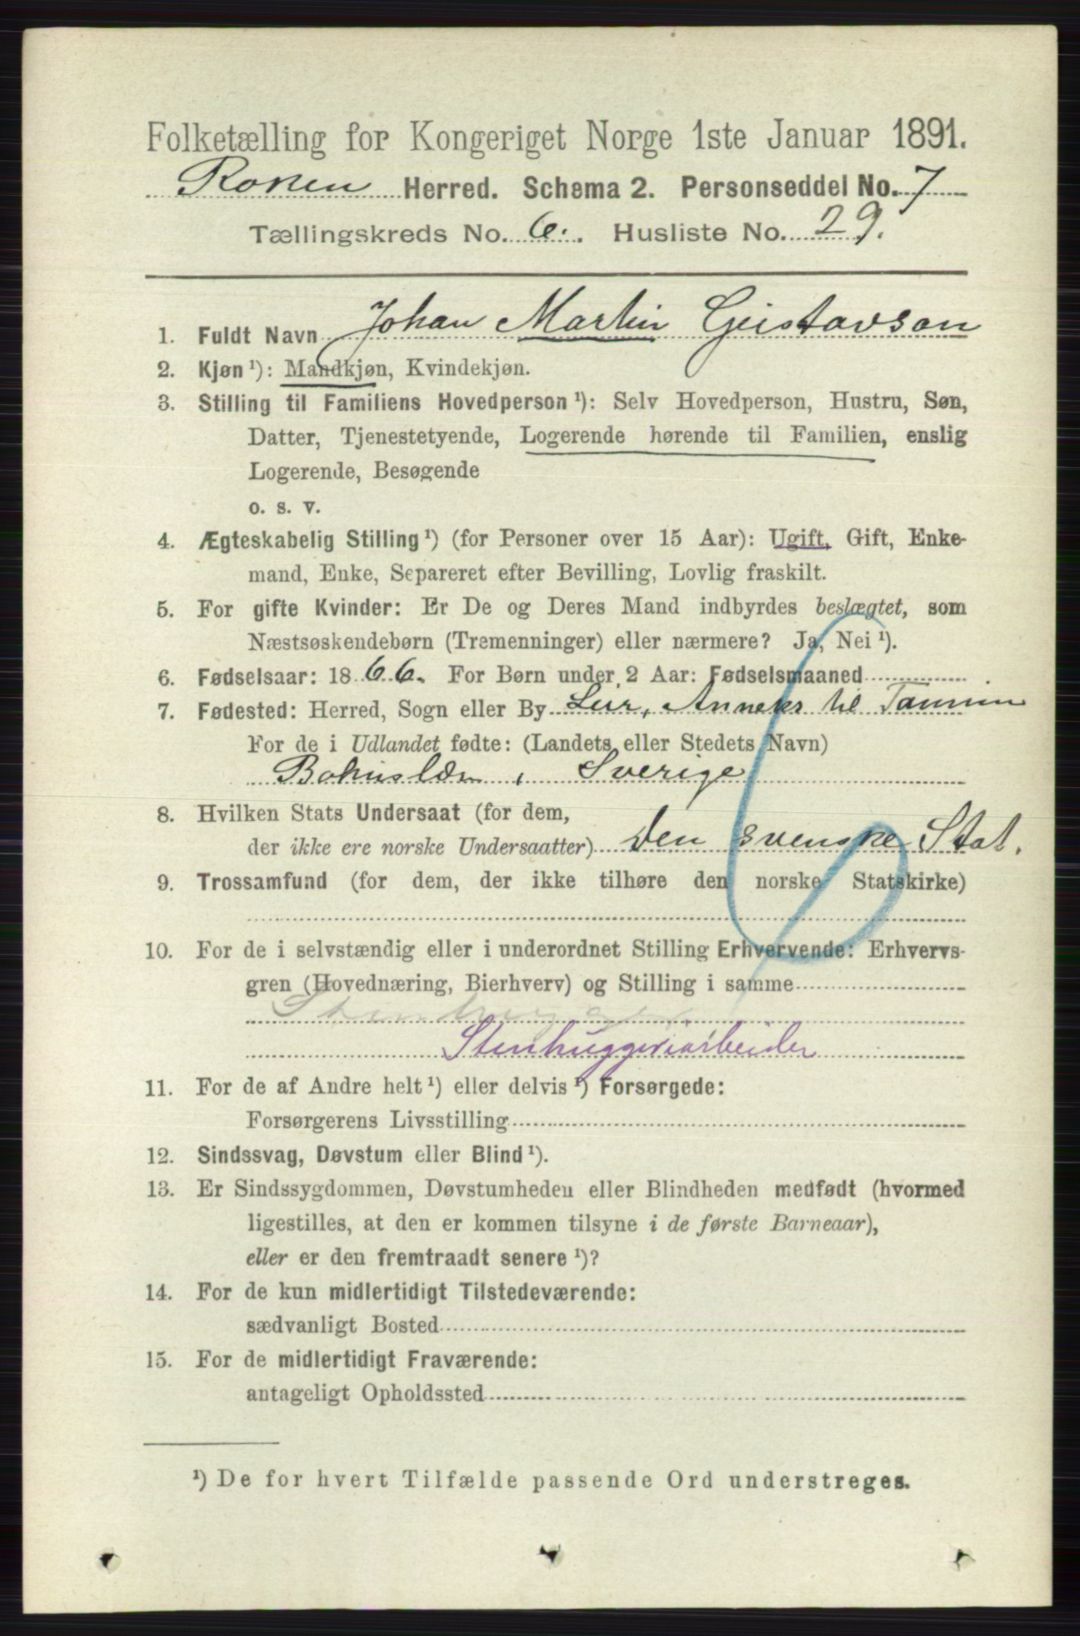 Folketælling for Kongeriget Norge 1ste Januar 1891.
Roken Herred. Schema 2. Personseddel No. 7
Tællingskreds No. 6. Husliste No. 29.
1. Fuldt Navn Johan Martin Gustavson
2. Kjøn ¹): Mandkjøn, Kvindekjøn.
3. Stilling til Familiens Hovedperson ¹): Selv Hovedperson, Hustru, Søn,
Datter, Tjenestetyende, Logerende hørende til Familien, enslig
Logerende, Besøgende
o. s. v.
4. Ægteskabelig Stilling ¹) (for Personer over 15 Aar): Ugift, Gift, Enke-
mand, Enke, Separeret efter Bevilling, Lovlig fraskilt.
5. For gifte Kvinder: Er De og Deres Mand indbyrdes beslægtet, som
Næstsøskendebørn (Tremenninger) eller nærmere? Ja, Nei ¹).
6. Fødselsaar: 1866. For Børn under 2 Aar: Fødselsmaaned
7. Fødested: Herred, Sogn eller By Leir, Anneks til Tanum
For de i Udlandet fødte: (Landets eller Stedets Navn)
Bohuslen, Sverige
8. Hvilken Stats Undersaat (for dem,
der ikke ere norske Undersaatter) Den svenske Stat.
9. Trossamfund (for dem, der ikke tilhøre den norske Statskirke)
10. For de i selvstændig eller i underordnet Stilling Erhvervende: Erhvervs-
gren (Hovednæring, Bierhverv) og Stilling i samme
Stenhugger
Stenhuggeriarbeider
11. For de af Andre helt ¹) eller delvis ¹) Forsørgede:
Forsørgerens Livsstilling
12. Sindssvag, Døvstum eller Blind ¹).
13. Er Sindssygdommen, Døvstumheden eller Blindheden medfødt (hvormed
ligestilles, at den er kommen tilsyne i de første Barneaar),
eller er den fremtraadt senere ¹)?
14. For de kun midlertidigt Tilstedeværende:
sædvanligt Bosted
15. For de midlertidigt Fraværende:
antageligt Opholdssted
¹) De for hvert Tilfælde passende Ord understreges.